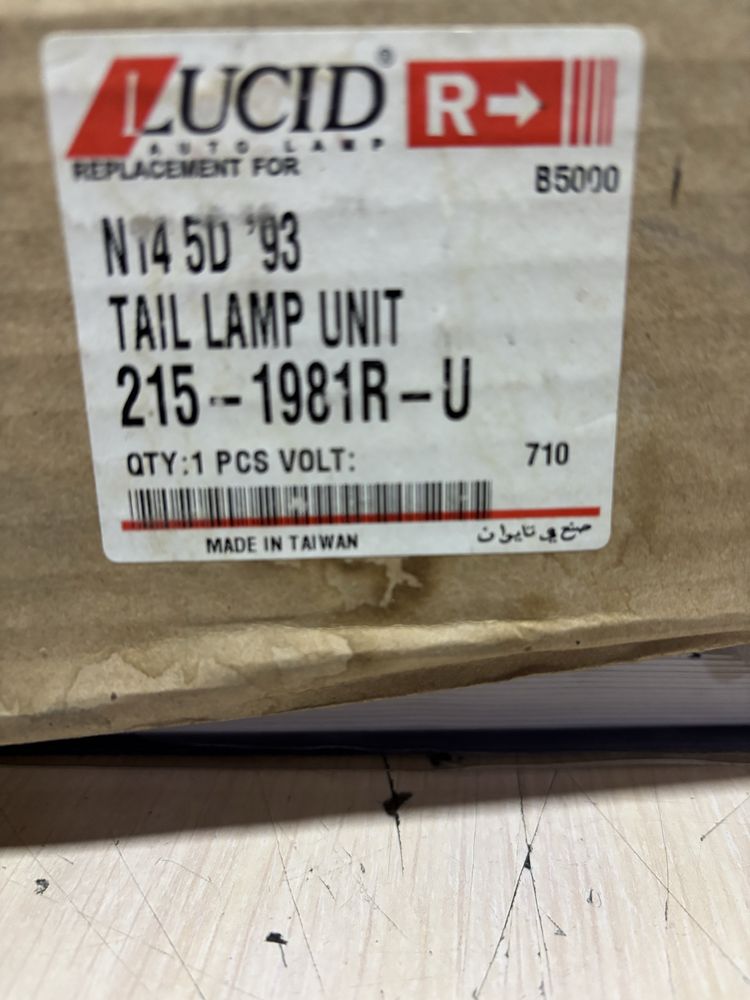 LUCID®
AUTO LAMP
R→
REPLACEMENT FOR
B5000
N14 5D '93
TAIL LAMP UNIT
215-1981R-U
QTY:1 PCS VOLT:
710
MADE IN TAIWAN
صنع في تايوان